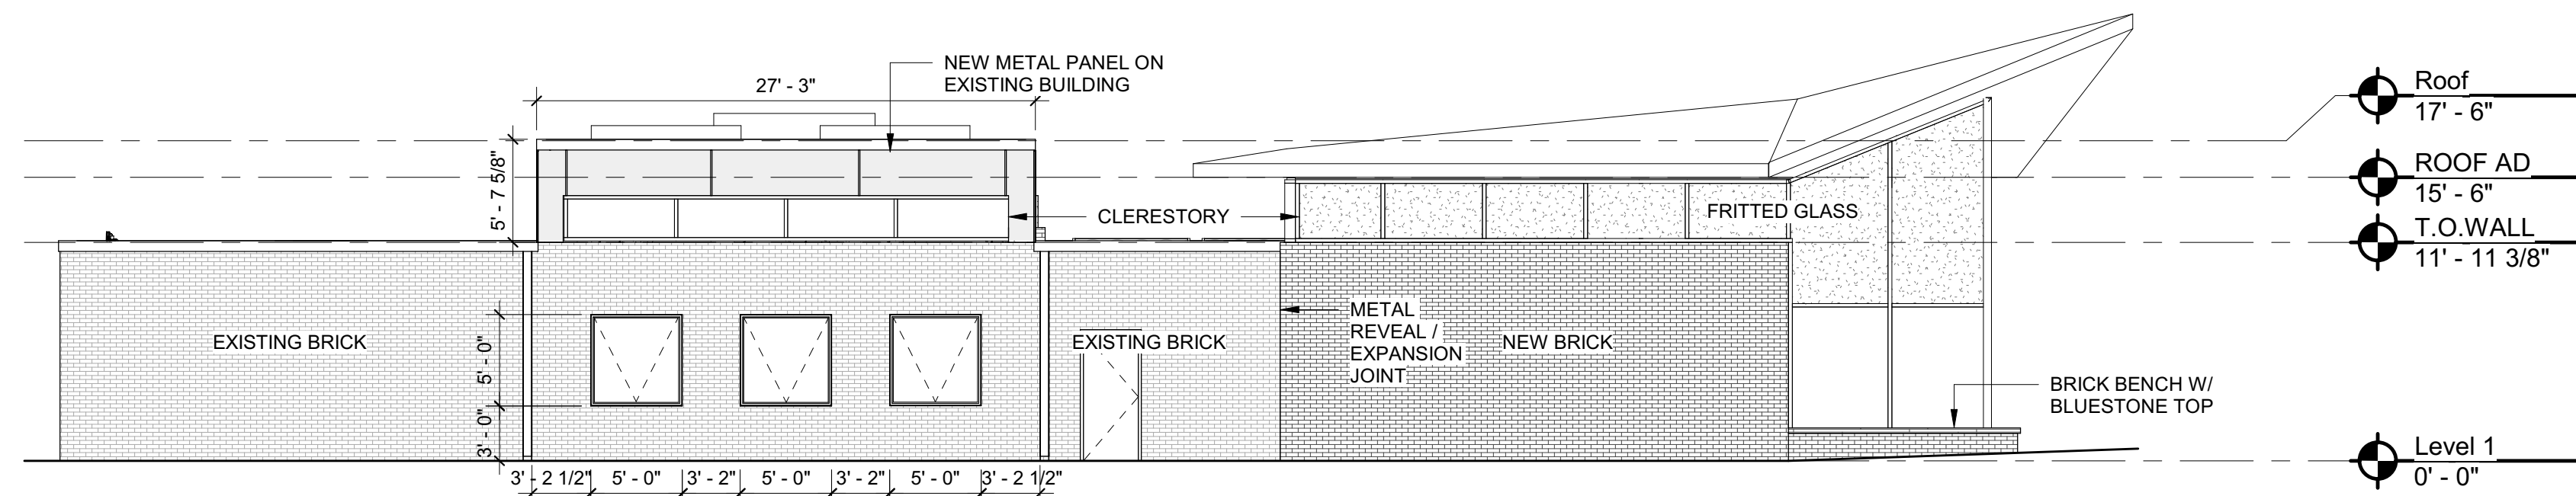 NEW METAL PANEL ON
EXISTING BUILDING
27' - 3"
5' - 7 5/8"
CLERESTORY
FRITTED GLASS
Roof
17' - 6"
ROOF AD
15' - 6"
T.O.WALL
11' - 11 3/8"
EXISTING BRICK
5' - 0"
3' - 0"
EXISTING BRICK
METAL
REVEAL /
EXPANSION
JOINT
NEW BRICK
BRICK BENCH W/
BLUESTONE TOP
Level 1
0' - 0"
3' - 2 1/2" 5' - 0" 3' - 2" 5' - 0" 3' - 2" 5' - 0" 3' - 2 1/2"